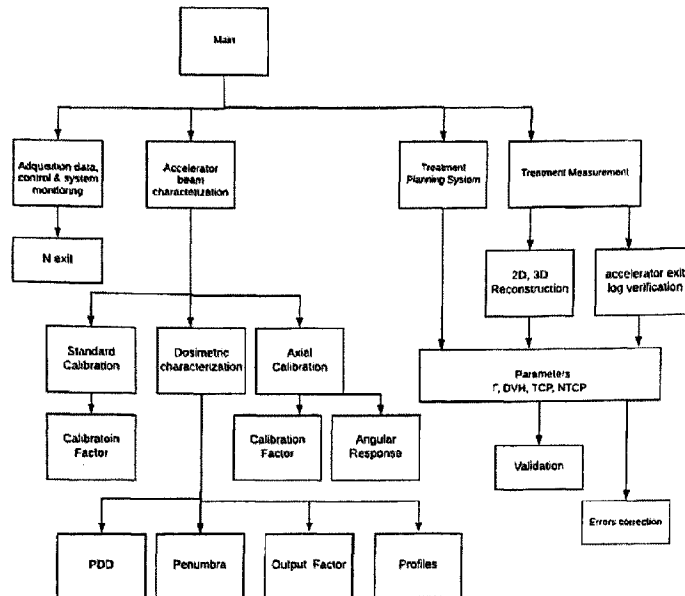 Main
Adquisition data,
control & system
monitoring
Accelerator
beam
characterization
Treatment
Planning System
Treatment Measurement
N exit
2D, 3D
Reconstruction
accelerator exit
log verification
Standard
Calibration
Dosimetric
characterization
Axial
Calibration
Parameters
Γ, DVH, TCP, NTCP
Calibratoin
Factor
Calibration
Factor
Angular
Response
Validation
Errors correction
PDD
Penumbra
Output Factor
Profiles